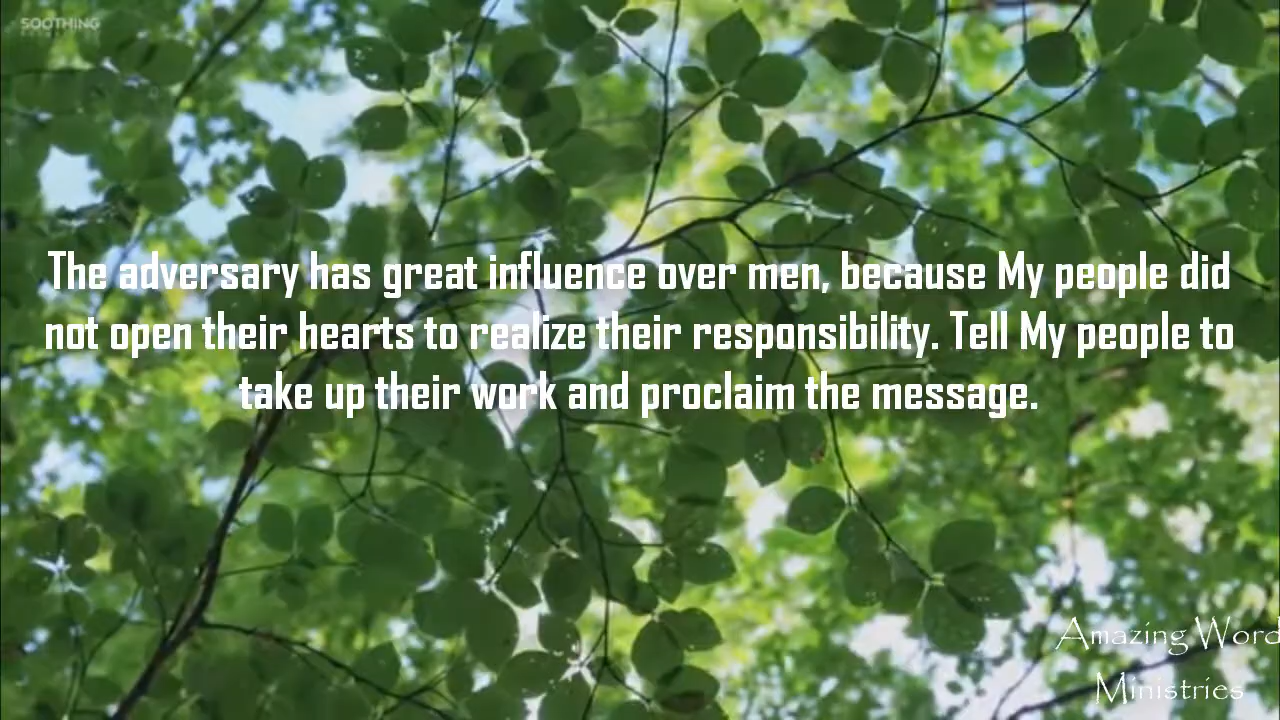 SOOTHING
The adversary has great influence over men, because My people did
not open their hearts to realize their responsibility. Tell My people to
take up their work and proclaim the message.
Amazing Word
Ministries